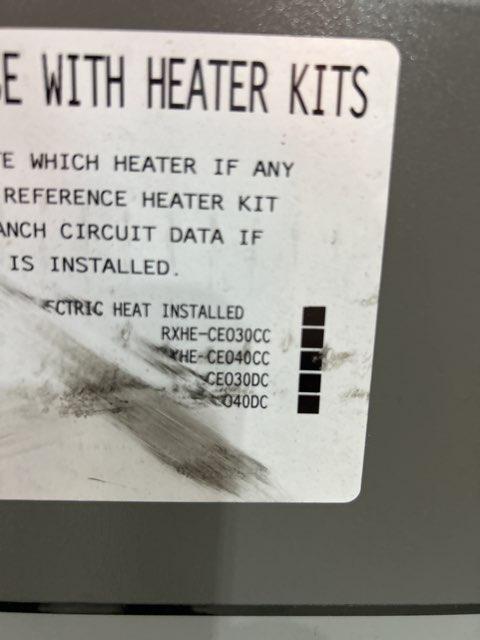 E WITH HEATER KITS
E WHICH HEATER IF ANY
REFERENCE HEATER KIT
ANCH CIRCUIT DATA IF
IS INSTALLED.
ECTRIC HEAT INSTALLED
RXHE-CE030CC
XHE-CE040CC
-CE030DC
040DC